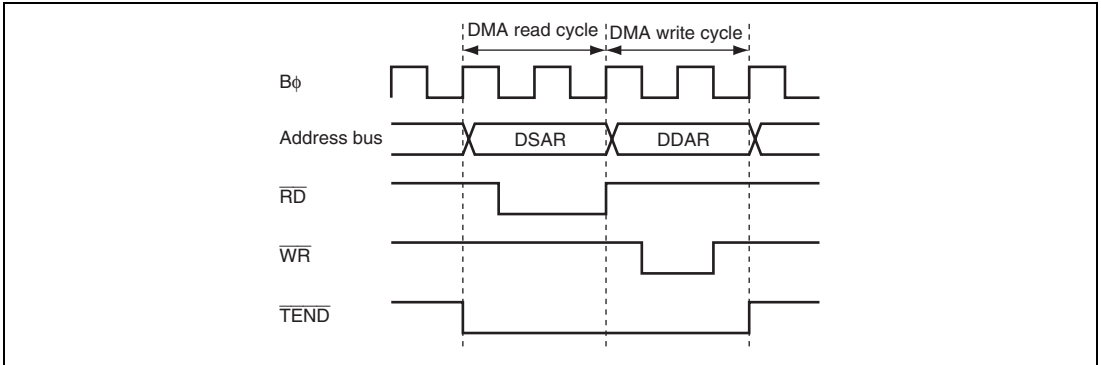 DMA read cycle DMA write cycle
Bϕ
Address bus DSAR DDAR
RD
WR
TEND